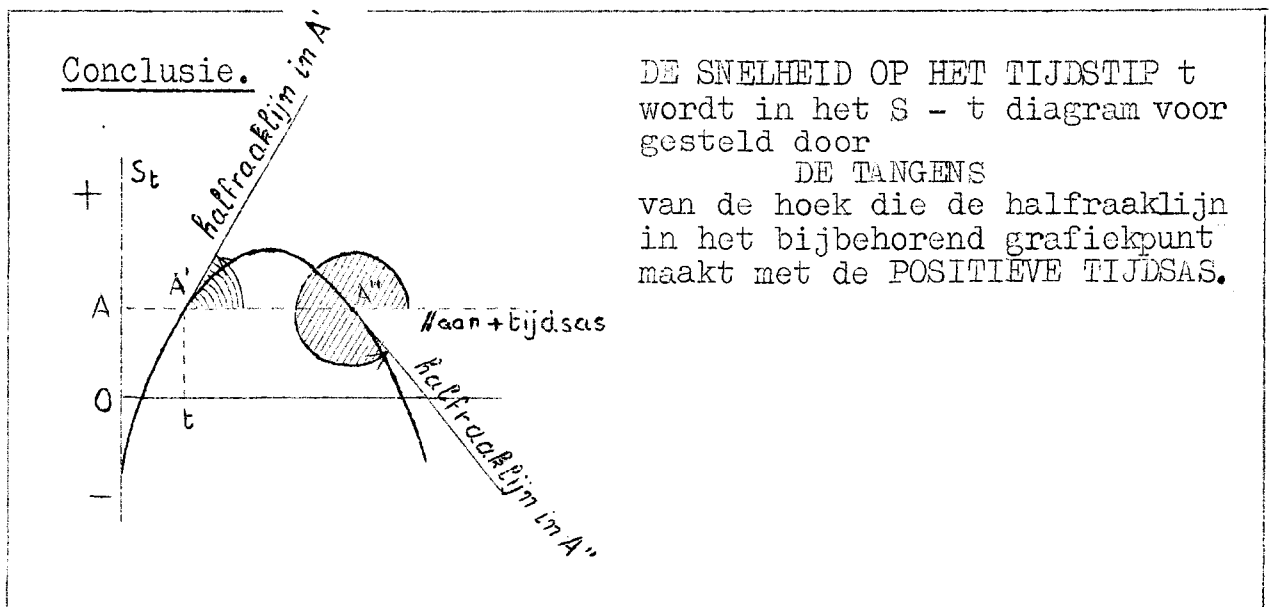 Conclusie.
DE SNELHEID OP HET TIJDSTIP t
wordt in het S - t diagram voor
gesteld door
DE TANGENS
van de hoek die de halfraaklijn
in het bijbehorend grafiekpunt
maakt met de POSITIEVE TIJDSAS.
halfraaklijn in A'
St
+
A'
A"
A
// aan + tijdsas
O
t
halfraaklijn in A"
-